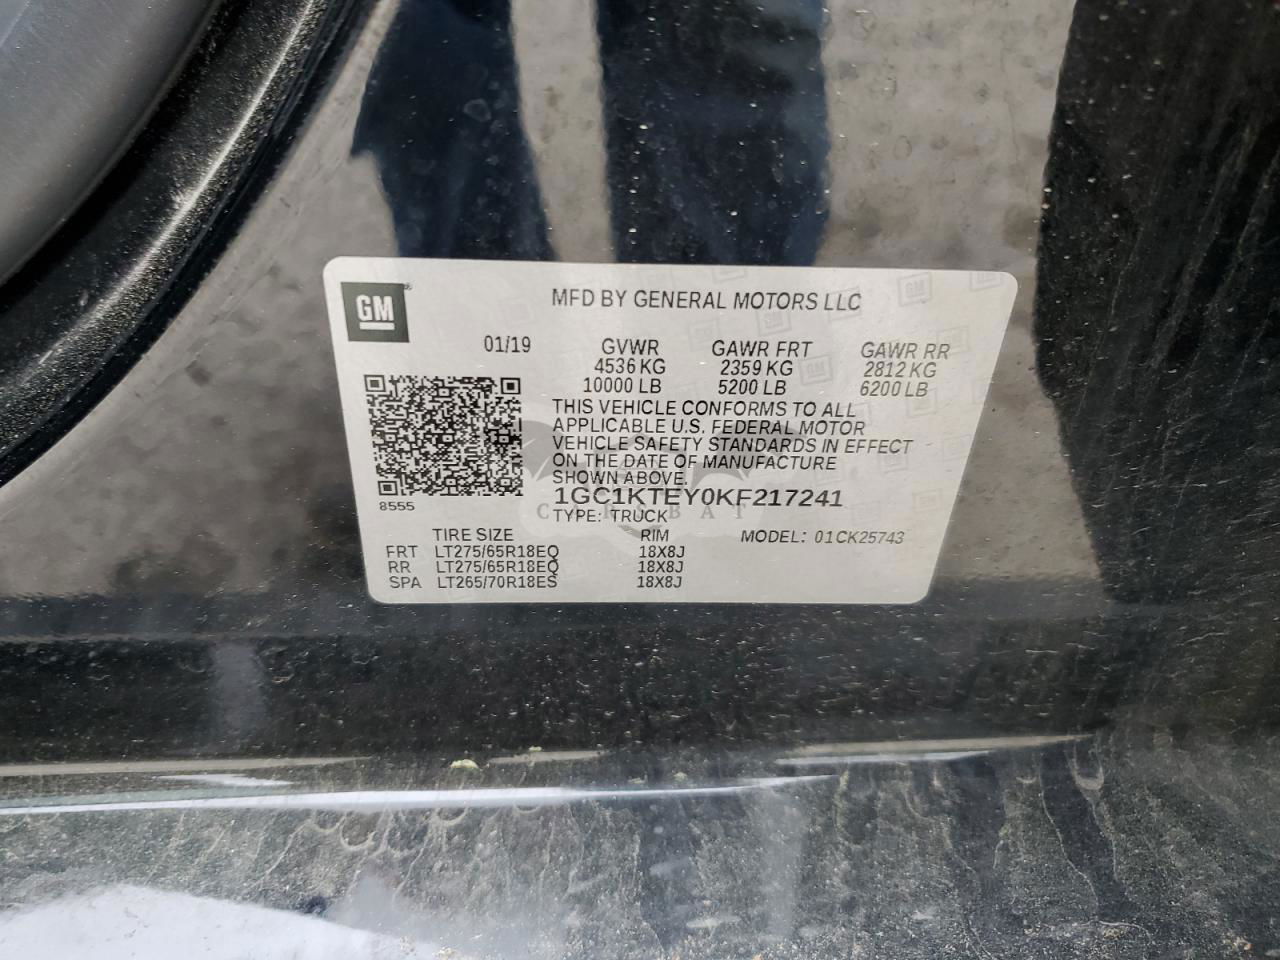 GM
MFD BY GENERAL MOTORS LLC
01/19 GVWR GAWR FRT GAWR RR
4536 KG 2359 KG 2812 KG
10000 LB 5200 LB 6200 LB
THIS VEHICLE CONFORMS TO ALL
APPLICABLE U.S. FEDERAL MOTOR
VEHICLE SAFETY STANDARDS IN EFFECT
ON THE DATE OF MANUFACTURE
SHOWN ABOVE.
8555
1GC1KTEY0KF217241
CARSBAT
TYPE: TRUCK
TIRE SIZE RIM MODEL: 01CK25743
FRT LT275/65R18EQ 18X8J
RR LT275/65R18EQ 18X8J
SPA LT265/70R18ES 18X8J